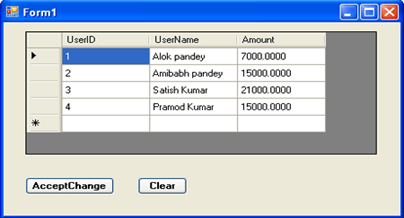 Form1
UserID UserName Amount
1 Alok pandey 7000.0000
2 Amibabh pandey 15000.0000
3 Satish Kumar 21000.0000
4 Pramod Kumar 15000.0000
AcceptChange Clear